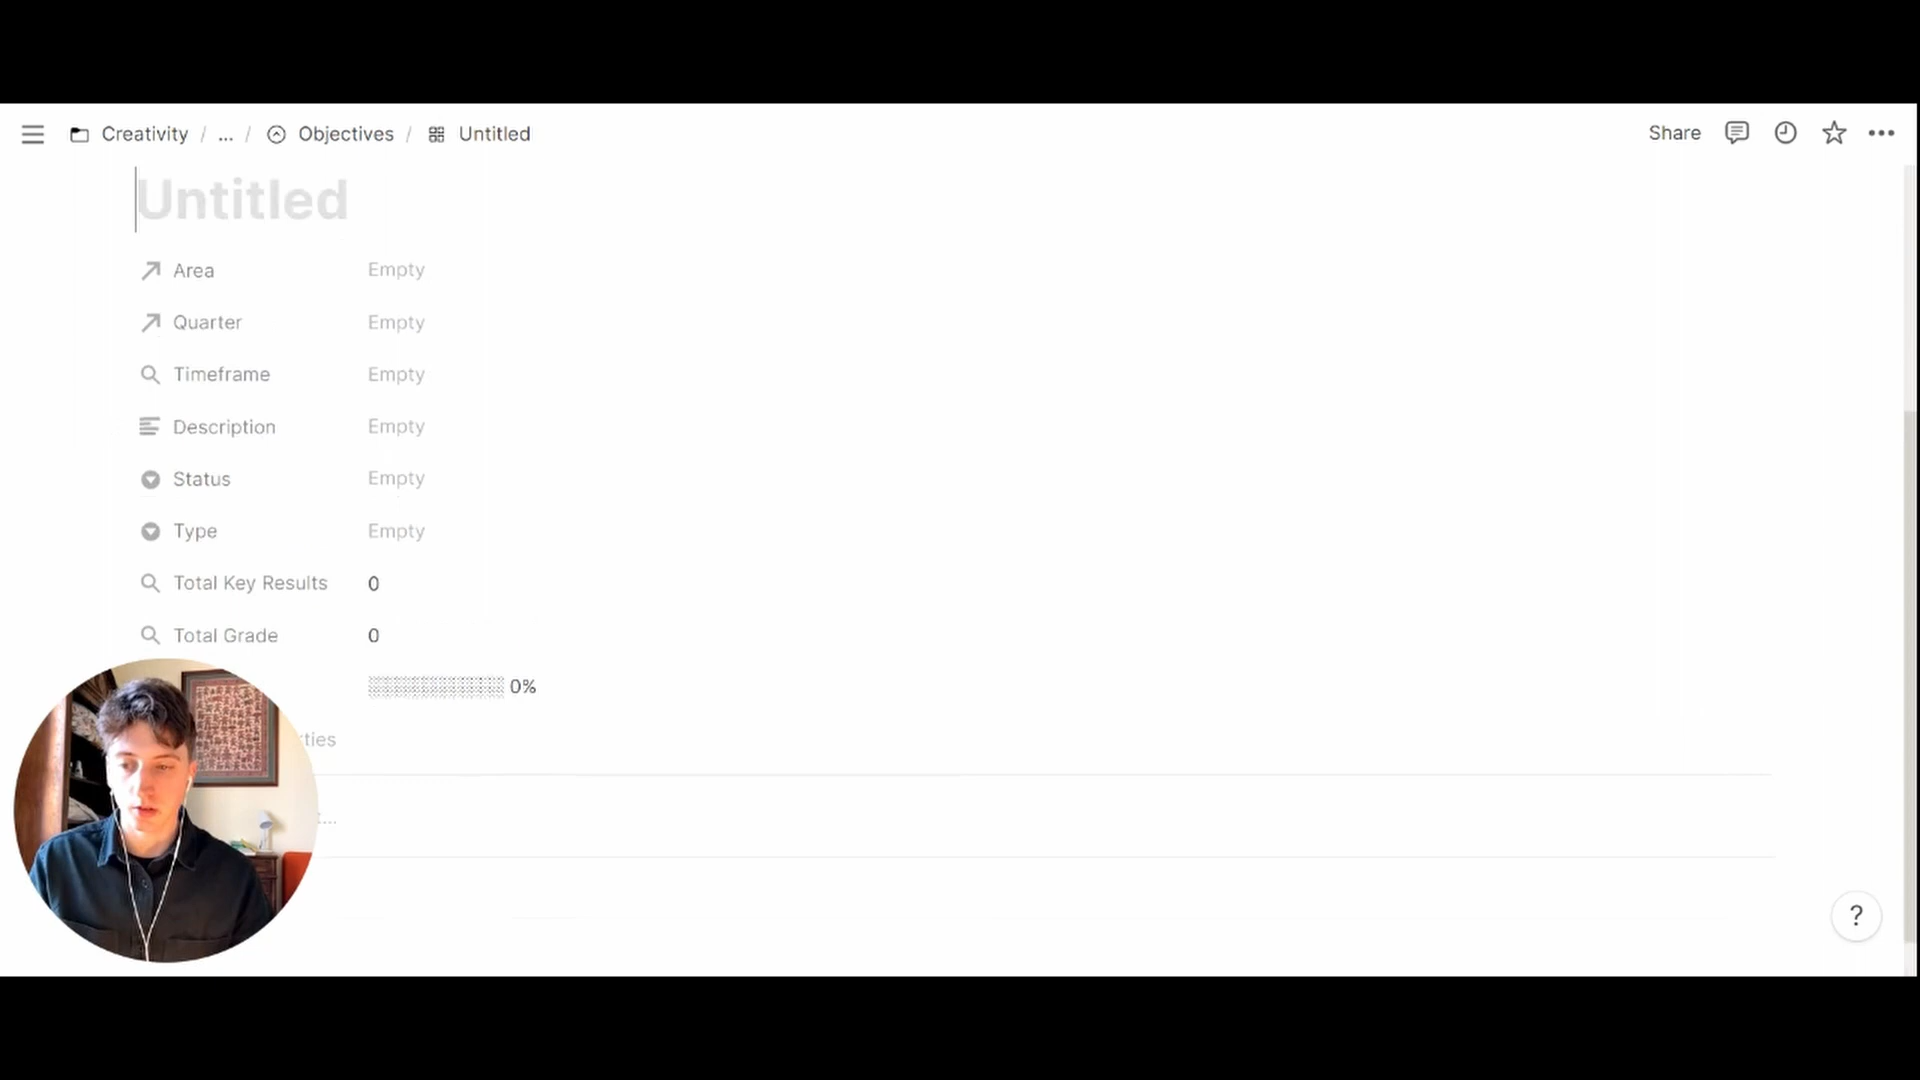 Creativity / ... / Objectives / Untitled
Share
Untitled
Area Empty
Quarter Empty
Timeframe Empty
Description Empty
Status Empty
Type Empty
Total Key Results 0
Total Grade 0
0%
?